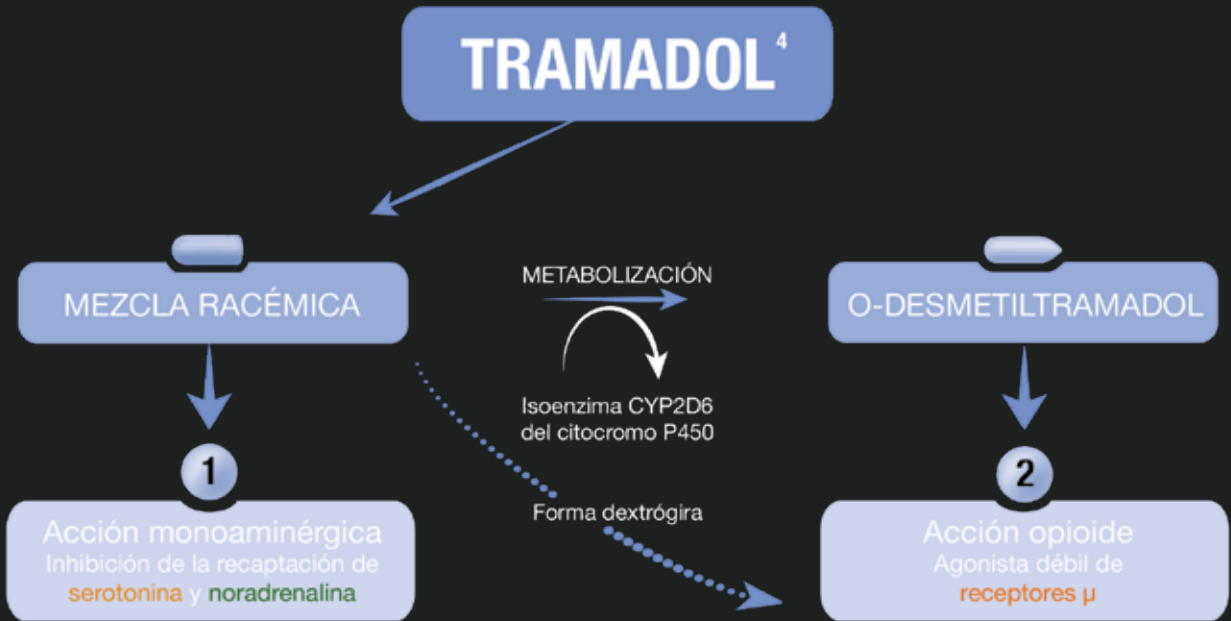 TRAMADOL⁴
MEZCLA RACÉMICA
METABOLIZACIÓN
Isoenzima CYP2D6
del citocromo P450
O-DESMETILTRAMADOL
Forma dextrógira
1
Acción monoaminérgica
Inhibición de la recaptación de
serotonina y noradrenalina
2
Acción opioide
Agonista débil de
receptores µ